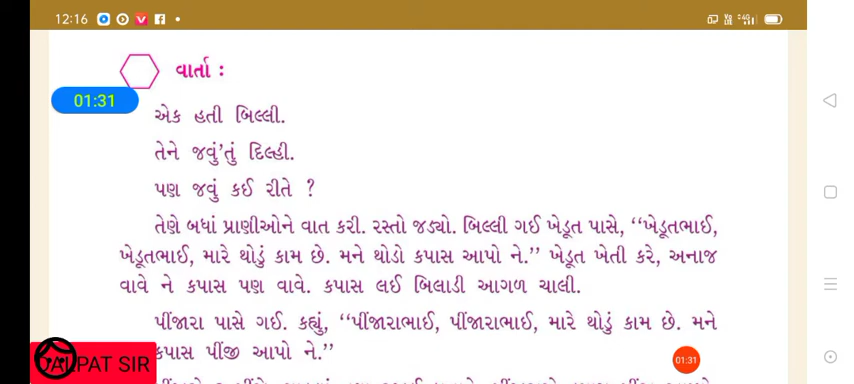 12:16
વાર્તા :
01:31
એક હતી બિલ્લી.
તેને જવું'તું દિલ્હી.
પણ જવું કઈ રીતે ?
તેણે બધાં પ્રાણીઓને વાત કરી. રસ્તો જડ્યો. બિલ્લી ગઈ ખેડૂત પાસે, ‘‘ખેડૂતભાઈ,
ખેડૂતભાઈ, મારે થોડું કામ છે. મને થોડો કપાસ આપો ને.’’ ખેડૂત ખેતી કરે, અનાજ
વાવે ને કપાસ પણ વાવે. કપાસ લઈ બિલાડી આગળ ચાલી.
પીંજારા પાસે ગઈ. કહ્યું, ‘‘પીંજારાભાઈ, પીંજારાભાઈ, મારે થોડું કામ છે. મને
કપાસ પીંજી આપો ને.’’
DALPAT SIR
01:31